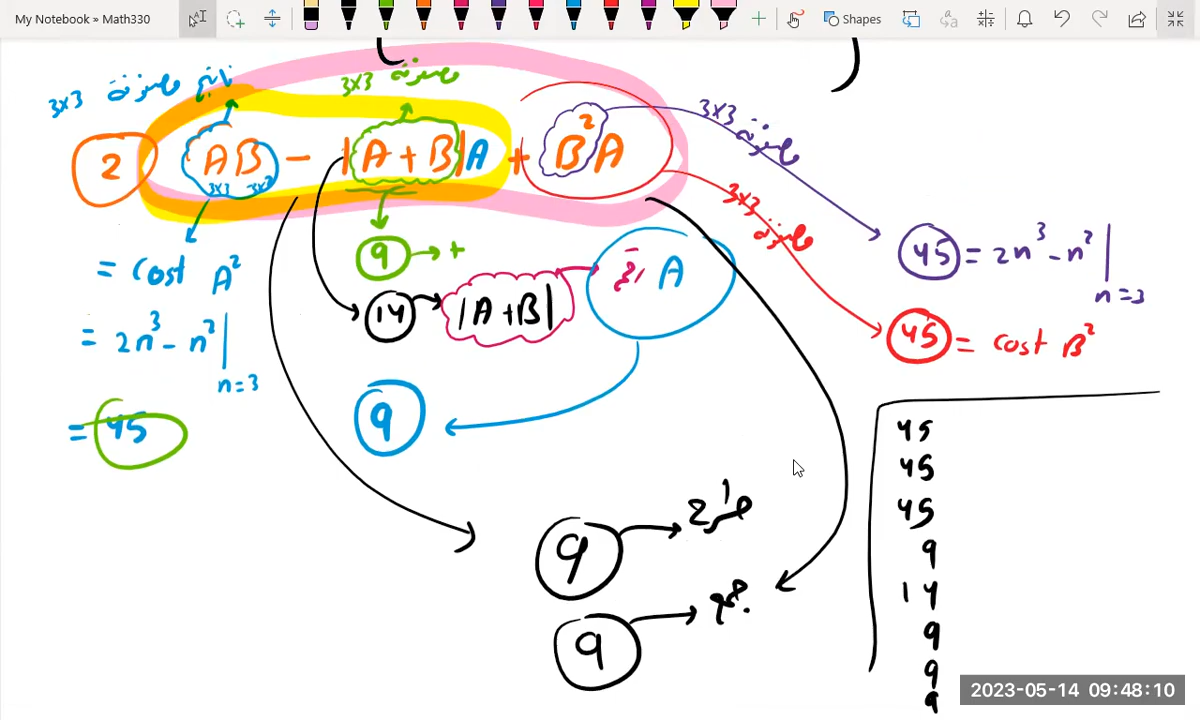 My Notebook » Math330
Shapes
3x3 ناتج مصفوفة
3x3 مصفوفة
3x3 مصفوفة
2 AB - |A + B|A + B²A
3x3 3x3
3x3 مصفوفة
= cost A²
9 → +
14 → |A+B|
A
45 = 2n³ - n² | n=3
= 2n³ - n² | n=3
45 = cost B²
= 45
9
9 → طرح
9 → جمع
45
45
45
9
14
9
9
9
2023-05-14 09:48:10